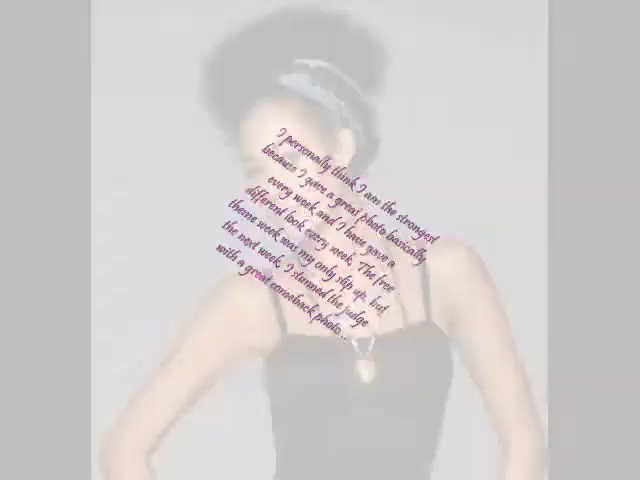 I personally think I am the strongest
because I gave a great photo basically
every week and I have gave a
different look every week. The free
theme week was my only slip up, but
the next week, I stunned the judge
with a great comeback photo...